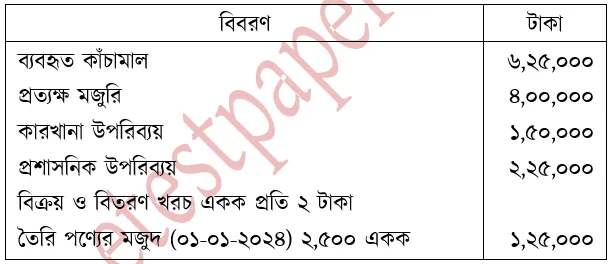 বিবরণ টাকা
ব্যবহৃত কাঁচামাল ৬,২৫,০০০
প্রত্যক্ষ মজুরি ৪,০০,০০০
কারখানা উপরিব্যয় ১,৫০,০০০
প্রশাসনিক উপরিব্যয় ২,২৫,০০০
বিক্রয় ও বিতরণ খরচ একক প্রতি ২ টাকা
তৈরি পণ্যের মজুদ (০১-০১-২০২৪) ২,৫০০ একক ১,২৫,০০০
etestpaper